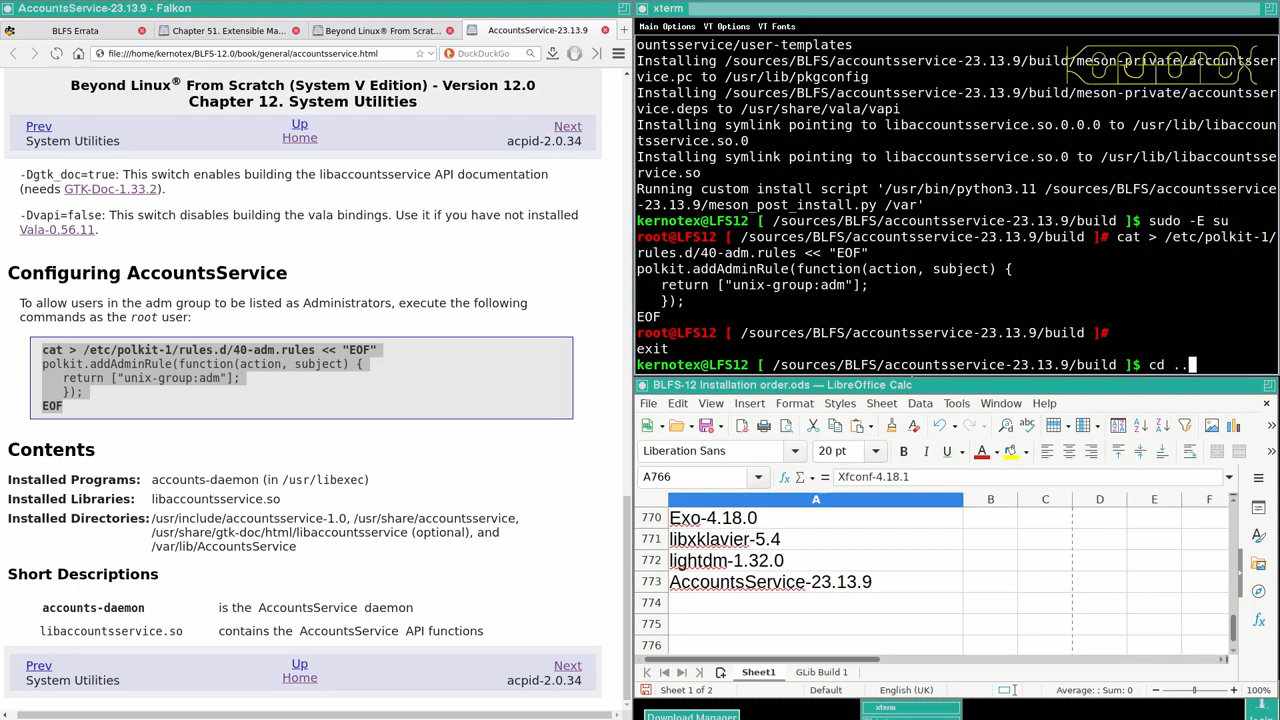 AccountsService-23.13.9 - Falkon
BLFS Errata
Chapter 51. Extensible Ma...
Beyond Linux® From Scrat...
AccountsService-23.13.9
file:///home/kernotex/BLFS-12.0/book/general/accountsservice.html
DuckDuckGo
Beyond Linux® From Scratch (System V Edition) - Version 12.0
Chapter 12. System Utilities
Prev
Up
Next
System Utilities
Home
acpid-2.0.34
-Dgtk_doc=true: This switch enables building the libaccountsservice API documentation
(needs GTK-Doc-1.33.2).
-Dvapi=false: This switch disables building the vala bindings. Use it if you have not installed
Vala-0.56.11.
Configuring AccountsService
To allow users in the adm group to be listed as Administrators, execute the following
commands as the root user:
cat > /etc/polkit-1/rules.d/40-adm.rules << "EOF"
polkit.addAdminRule(function(action, subject) {
return ["unix-group:adm"];
});
EOF
Contents
Installed Programs: accounts-daemon (in /usr/libexec)
Installed Libraries: libaccountsservice.so
Installed Directories: /usr/include/accountsservice-1.0, /usr/share/accountsservice,
/usr/share/gtk-doc/html/libaccountsservice (optional), and
/var/lib/AccountsService
Short Descriptions
accounts-daemon is the AccountsService daemon
libaccountsservice.so contains the AccountsService API functions
Prev
Up
Next
System Utilities
Home
acpid-2.0.34
xterm
Main Options VT Options VT Fonts
ountsservice/user-templates
Installing /sources/BLFS/accountsservice-23.13.9/build/meson-private/accountsser
vice.pc to /usr/lib/pkgconfig
Installing /sources/BLFS/accountsservice-23.13.9/build/meson-private/accountsser
vice.deps to /usr/share/vala/vapi
Installing symlink pointing to libaccountsservice.so.0.0.0 to /usr/lib/libaccoun
tsservice.so.0
Installing symlink pointing to libaccountsservice.so.0 to /usr/lib/libaccountsse
rvice.so
Running custom install script '/usr/bin/python3.11 /sources/BLFS/accountsservice
-23.13.9/meson_post_install.py /var'
kernotex@LFS12 [ /sources/BLFS/accountsservice-23.13.9/build ]$ sudo -E su
root@LFS12 [ /sources/BLFS/accountsservice-23.13.9/build ]# cat > /etc/polkit-1/
rules.d/40-adm.rules << "EOF"
polkit.addAdminRule(function(action, subject) {
return ["unix-group:adm"];
});
EOF
root@LFS12 [ /sources/BLFS/accountsservice-23.13.9/build ]#
exit
kernotex@LFS12 [ /sources/BLFS/accountsservice-23.13.9/build ]$ cd ..
BLFS-12 Installation order.ods — LibreOffice Calc
File Edit View Insert Format Styles Sheet Data Tools Window Help
Liberation Sans
20 pt
A766
Xfconf-4.18.1
A B C D E F
770 Exo-4.18.0
771 libxklavier-5.4
772 lightdm-1.32.0
773 AccountsService-23.13.9
774
775
776
Sheet1
GLib Build 1
Sheet 1 of 2
Default
English (UK)
Average: ; Sum: 0
100%
Download Manager
xterm